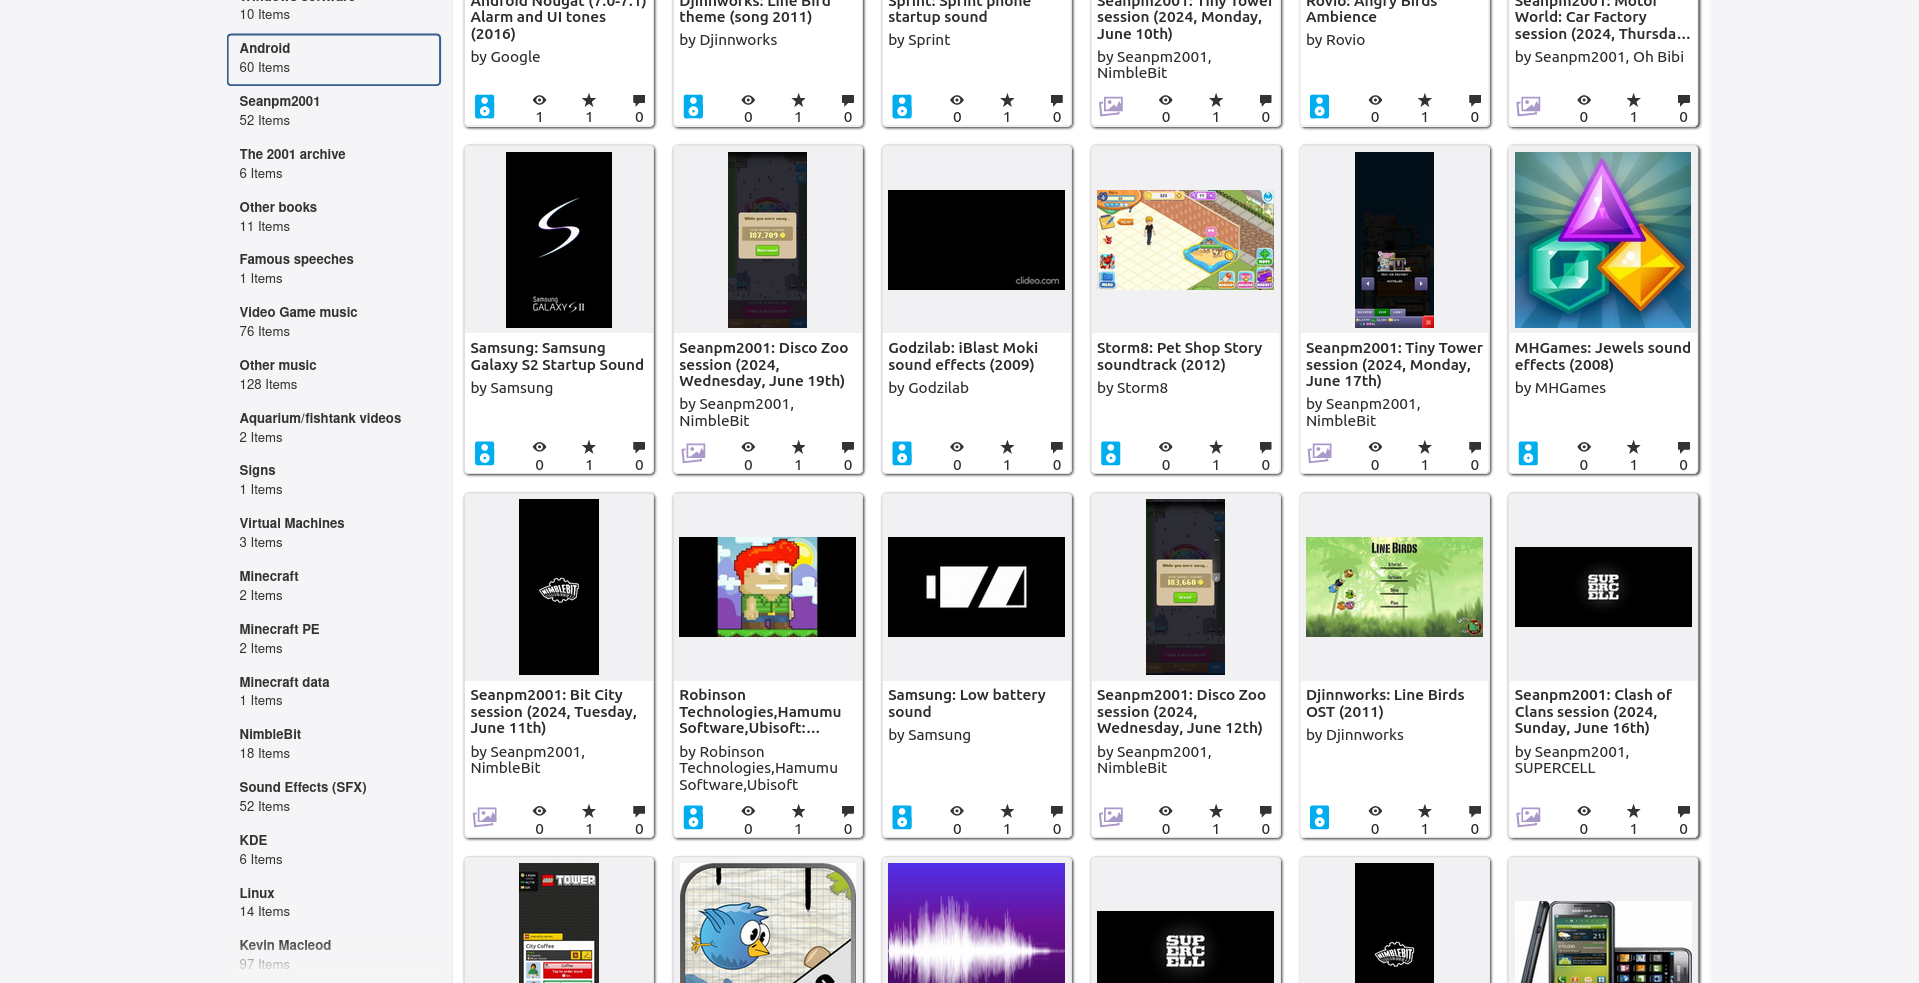 10 Items
Android
60 Items
Seanpm2001
52 Items
The 2001 archive
6 Items
Other books
11 Items
Famous speeches
1 Items
Video Game music
76 Items
Other music
128 Items
Aquarium/fishtank videos
2 Items
Signs
1 Items
Virtual Machines
3 Items
Minecraft
2 Items
Minecraft PE
2 Items
Minecraft data
1 Items
NimbleBit
18 Items
Sound Effects (SFX)
52 Items
KDE
6 Items
Linux
14 Items
Kevin Macleod
97 Items
Android Nougat (7.0-7.1)
Alarm and UI tones
(2016)
by Google
1
1
0
Djinnworks: Line Bird
theme (song 2011)
by Djinnworks
0
1
0
Sprint: Sprint phone
startup sound
by Sprint
0
1
0
Seanpm2001: Tiny Tower
session (2024, Monday,
June 10th)
by Seanpm2001,
NimbleBit
0
1
0
Rovio: Angry Birds
Ambience
by Rovio
0
1
0
Seanpm2001: Motor
World: Car Factory
session (2024, Thursda...
by Seanpm2001, Oh Bibi
0
1
0
Samsung
GALAXY S II
Samsung: Samsung
Galaxy S2 Startup Sound
by Samsung
0
1
0
While you were away...
187,709
Seanpm2001: Disco Zoo
session (2024,
Wednesday, June 19th)
by Seanpm2001,
NimbleBit
0
1
0
clideo.com
Godzilab: iBlast Moki
sound effects (2009)
by Godzilab
0
1
0
Storm8: Pet Shop Story
soundtrack (2012)
by Storm8
0
1
0
Seanpm2001: Tiny Tower
session (2024, Monday,
June 17th)
by Seanpm2001,
NimbleBit
0
1
0
MHGames: Jewels sound
effects (2008)
by MHGames
0
1
0
NIMBLEBIT
Seanpm2001: Bit City
session (2024, Tuesday,
June 11th)
by Seanpm2001,
NimbleBit
0
1
0
Robinson
Technologies,Hamumu
Software,Ubisoft:...
by Robinson
Technologies,Hamumu
Software,Ubisoft
0
1
0
Samsung: Low battery
sound
by Samsung
0
1
0
While you were away...
183,660
Seanpm2001: Disco Zoo
session (2024,
Wednesday, June 12th)
by Seanpm2001,
NimbleBit
0
1
0
LINE BIRDS
Djinnworks: Line Birds
OST (2011)
by Djinnworks
0
1
0
SUP
ERC
ELL
Seanpm2001: Clash of
Clans session (2024,
Sunday, June 16th)
by Seanpm2001,
SUPERCELL
0
1
0
LEGO TOWER
City Coffee
Coffee
Tap to order stock
SUP
ERC
ELL
NIMBLEBIT